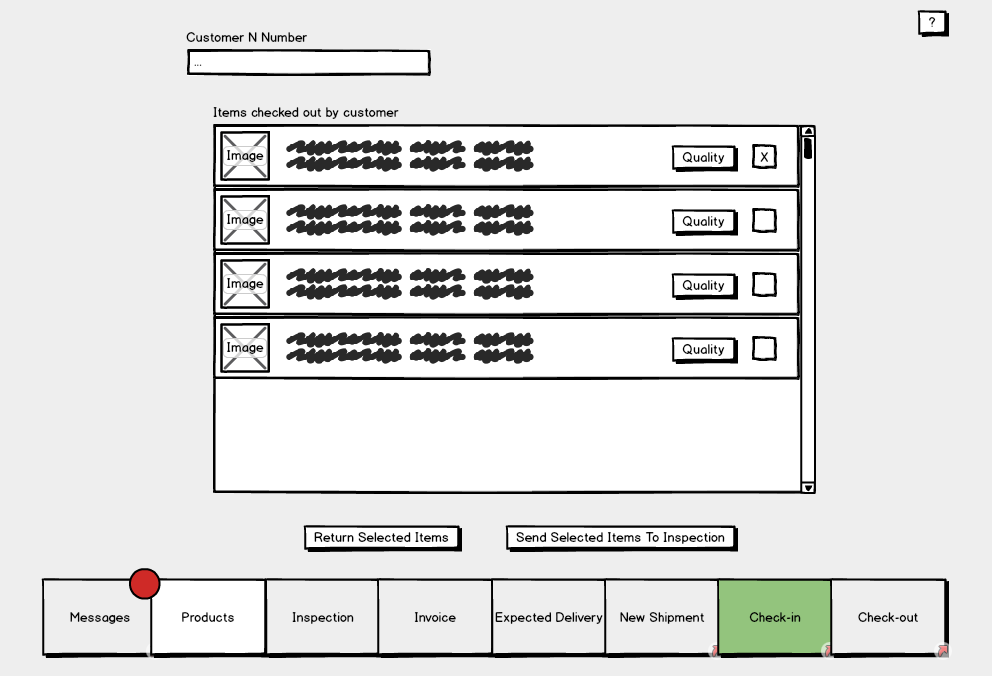 ?
Customer N Number
...
Items checked out by customer
Image
Quality
X
Image
Quality
Image
Quality
Image
Quality
Return Selected Items
Send Selected Items To Inspection
Messages
Products
Inspection
Invoice
Expected Delivery
New Shipment
Check-in
Check-out